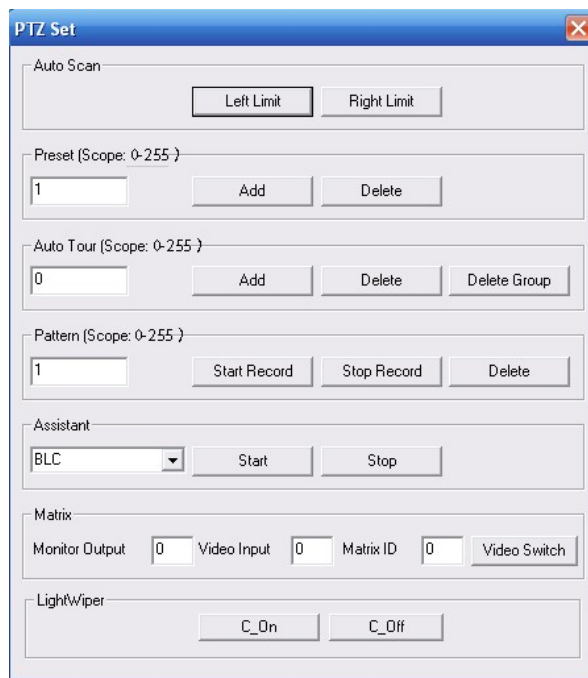 PTZ Set
Auto Scan
Left Limit Right Limit
Preset (Scope: 0-255 )
1 Add Delete
Auto Tour (Scope: 0-255 )
0 Add Delete Delete Group
Pattern (Scope: 0-255 )
1 Start Record Stop Record Delete
Assistant
BLC Start Stop
Matrix
Monitor Output 0 Video Input 0 Matrix ID 0 Video Switch
LightWiper
C_On C_Off